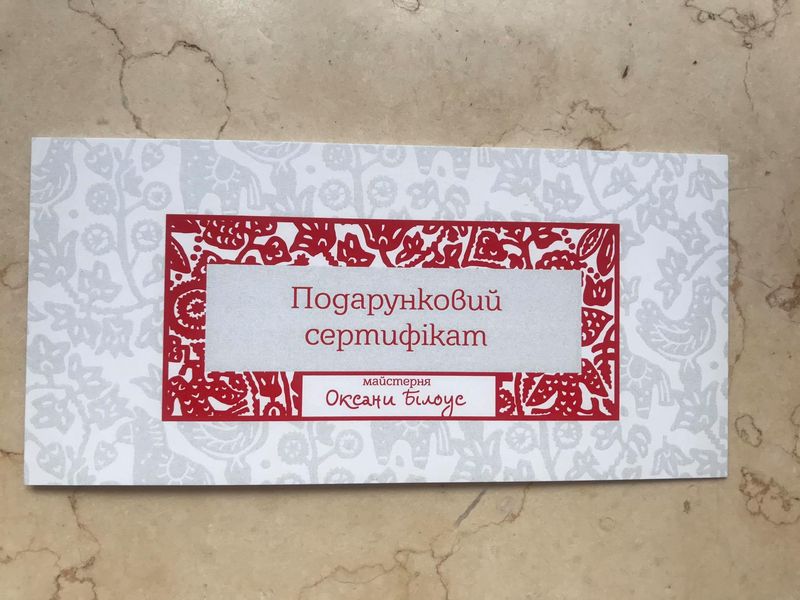 Подарунковий
сертифікат
майстерня
Оксани Білоус